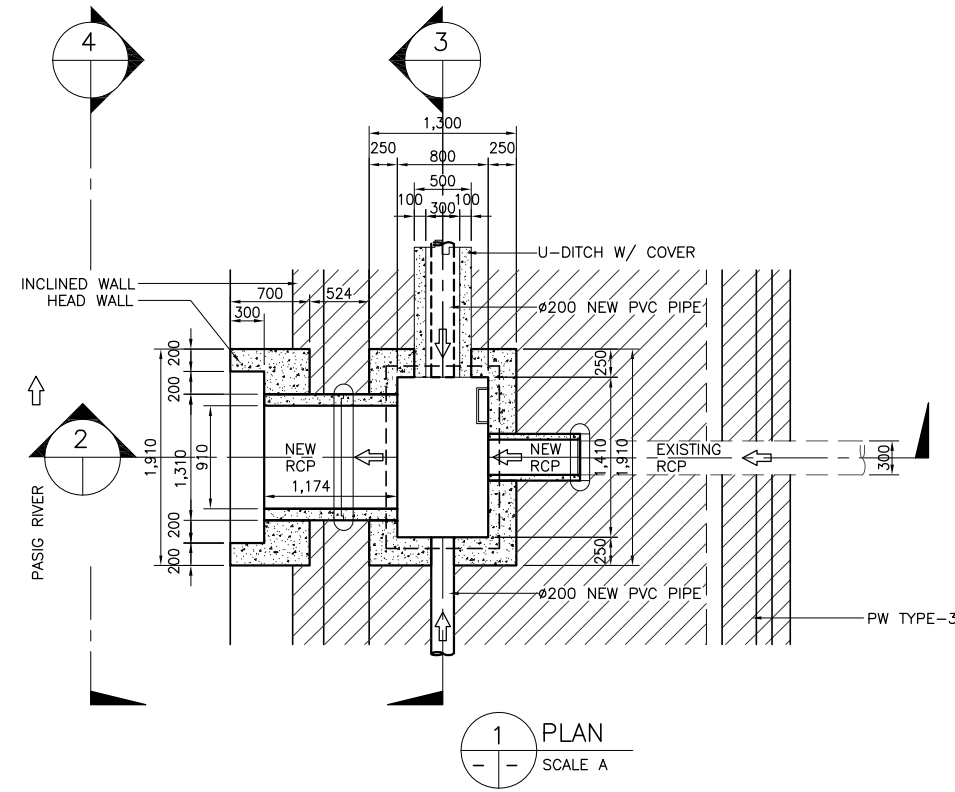 4
3
1,300
250
800
250
500
100
300
100
U-DITCH W/ COVER
INCLINED WALL
HEAD WALL
700
524
300
ø200 NEW PVC PIPE
200
200
1,910
1,310
910
200
200
250
1,410
1,910
250
2
NEW
RCP
1,174
NEW
RCP
EXISTING
RCP
300
PASIG RIVER
ø200 NEW PVC PIPE
PW TYPE-3
1
PLAN
- -
SCALE A